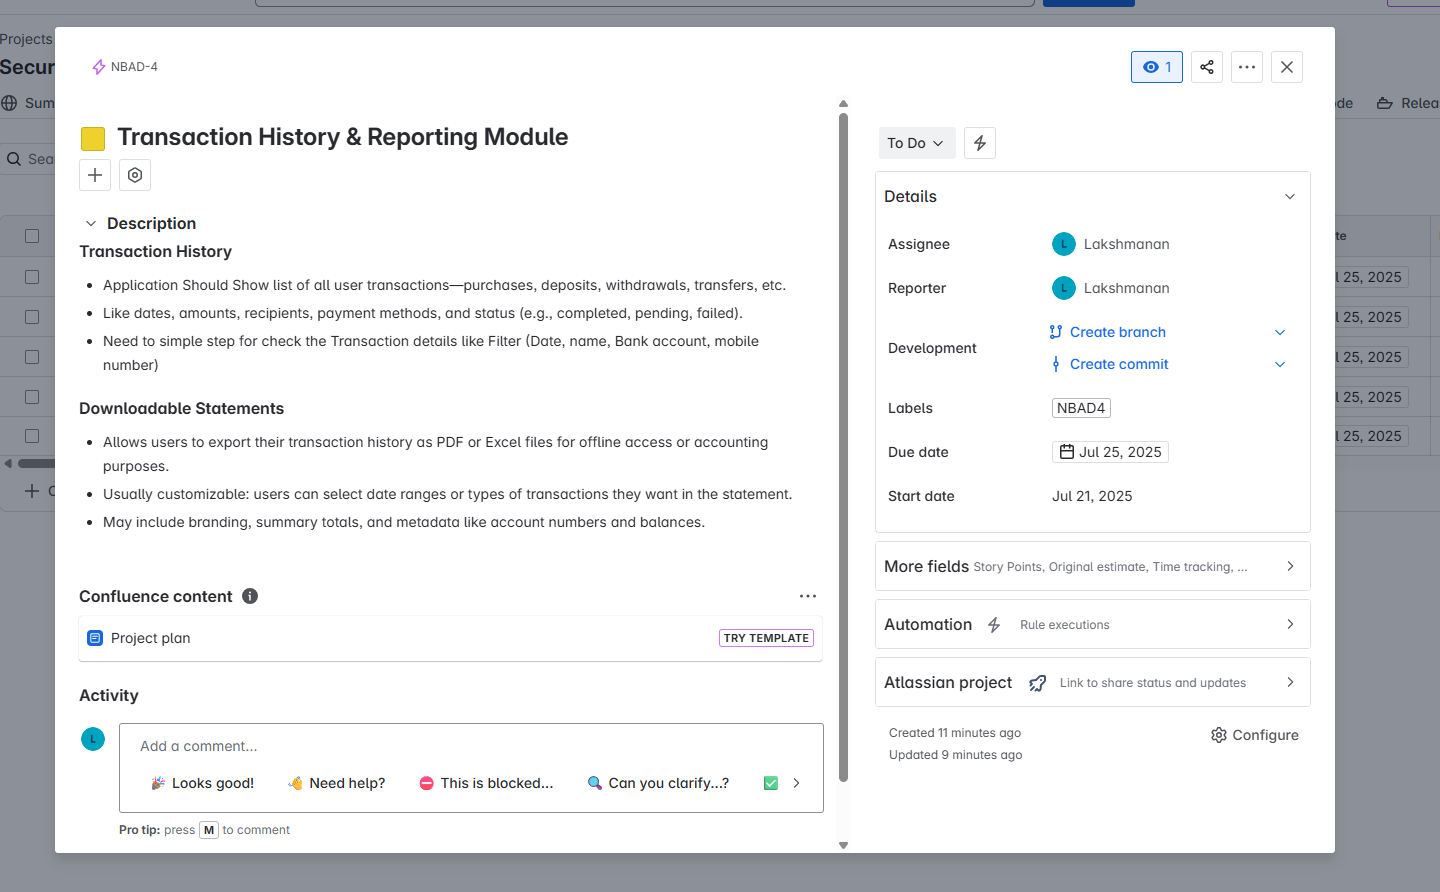 Projects
Secur
Sum
Sea
NBAD-4
1
Transaction History & Reporting Module
Description
Transaction History
Application Should Show list of all user transactions—purchases, deposits, withdrawals, transfers, etc.
Like dates, amounts, recipients, payment methods, and status (e.g., completed, pending, failed).
Need to simple step for check the Transaction details like Filter (Date, name, Bank account, mobile
number)
Downloadable Statements
Allows users to export their transaction history as PDF or Excel files for offline access or accounting
purposes.
Usually customizable: users can select date ranges or types of transactions they want in the statement.
May include branding, summary totals, and metadata like account numbers and balances.
Confluence content
Project plan
TRY TEMPLATE
Activity
L
Add a comment...
Looks good!
Need help?
This is blocked...
Can you clarify...?
Pro tip: press M to comment
To Do
Details
Assignee
L Lakshmanan
Reporter
L Lakshmanan
Development
Create branch
Create commit
Labels
NBAD4
Due date
Jul 25, 2025
Start date
Jul 21, 2025
More fields Story Points, Original estimate, Time tracking, ...
Automation Rule executions
Atlassian project Link to share status and updates
Created 11 minutes ago
Updated 9 minutes ago
Configure
ode
Relea
te
l 25, 2025
l 25, 2025
l 25, 2025
l 25, 2025
l 25, 2025